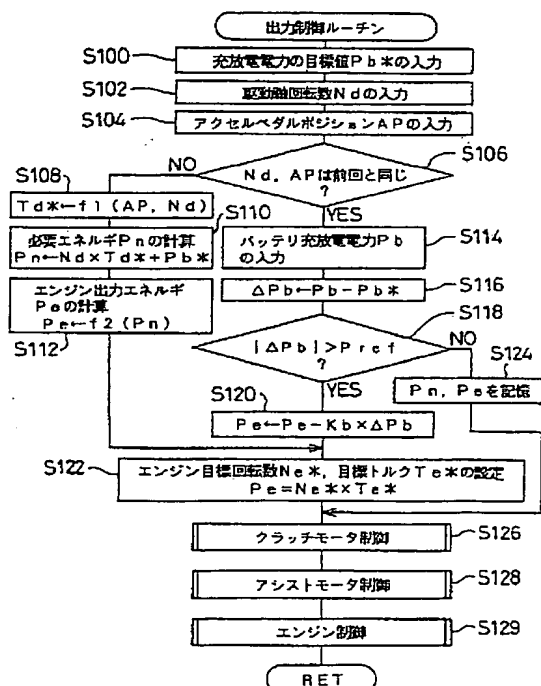 出力制御ルーチン
S100
充放電電力の目標値Pb*の入力
S102
駆動軸回転数Ndの入力
S104
アクセルペダルポジションAPの入力
S106
Nd,APは前回と同じ
?
NO
YES
S108
Td*←f1(AP,Nd)
S110
必要エネルギPnの計算
Pn←Nd×Td*+Pb*
エンジン出力エネルギ
Peの計算
Pe←f2(Pn)
S112
バッテリ充放電電力Pb
の入力
S114
S116
ΔPb←Pb-Pb*
S118
|ΔPb|>Pref
?
NO
YES
S124
Pn,Peを記憶
S120
Pe←Pe-Kb×ΔPb
S122
エンジン目標回転数Ne*,目標トルクTe*の設定
Pe=Ne*×Te*
クラッチモータ制御
S126
アシストモータ制御
S128
エンジン制御
S129
RET